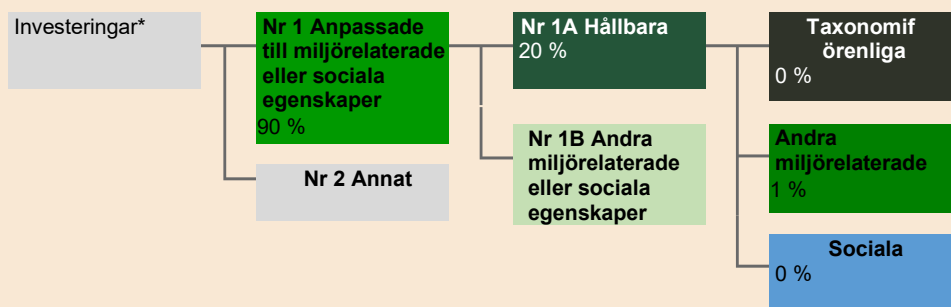 Investeringar*
Nr 1 Anpassade
till miljörelaterade
eller sociala
egenskaper
90 %
Nr 2 Annat
Nr 1A Hållbara
20 %
Nr 1B Andra
miljörelaterade
eller sociala
egenskaper
Taxonomif
örenliga
0 %
Andra
miljörelaterade
1 %
Sociala
0 %